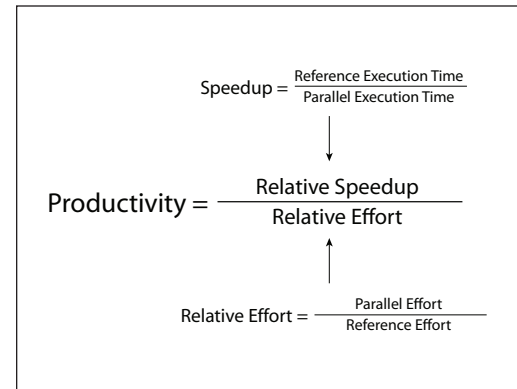 Speedup = Reference Execution Time
Parallel Execution Time
Productivity = Relative Speedup
Relative Effort
Relative Effort = Parallel Effort
Reference Effort